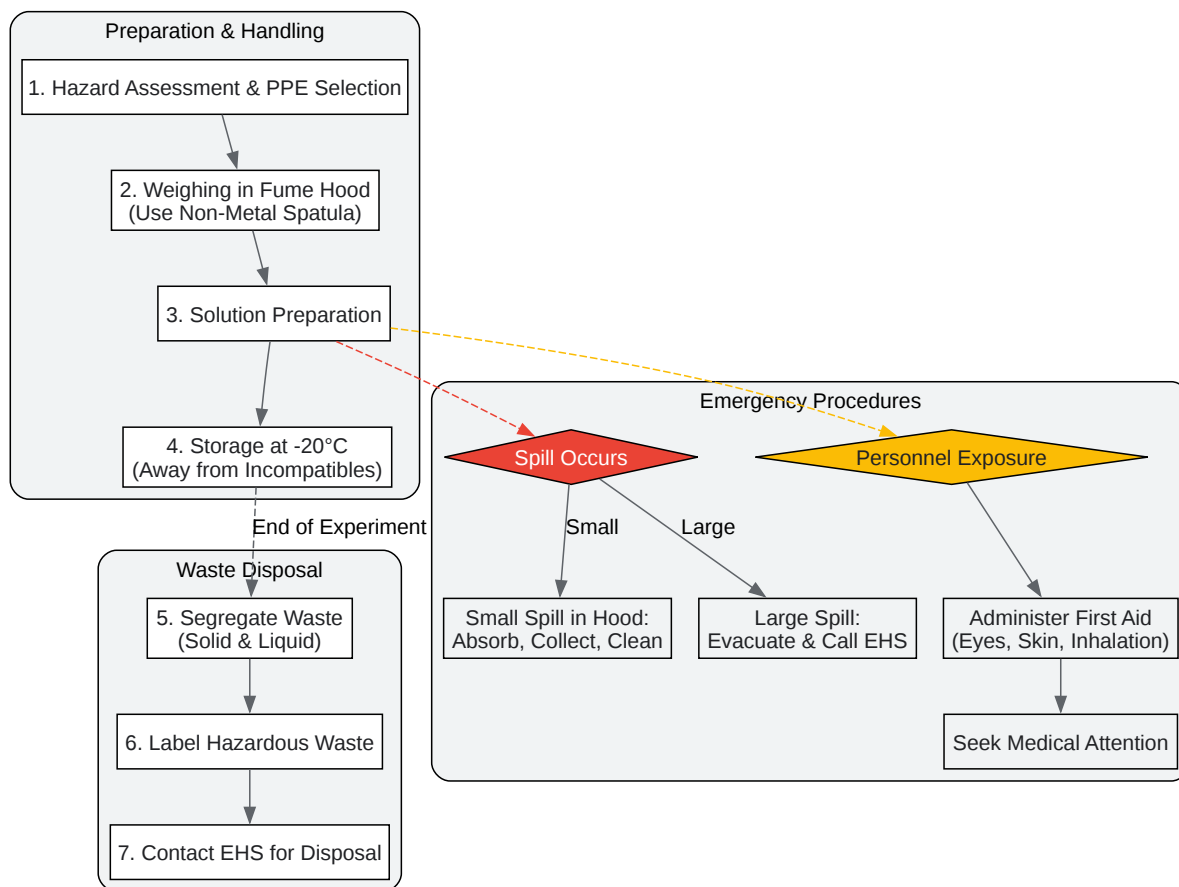 Preparation & Handling
1. Hazard Assessment & PPE Selection
2. Weighing in Fume Hood
(Use Non-Metal Spatula)
3. Solution Preparation
4. Storage at -20°C
(Away from Incompatibles)
End of Experiment
Waste Disposal
5. Segregate Waste
(Solid & Liquid)
6. Label Hazardous Waste
7. Contact EHS for Disposal
Emergency Procedures
Spill Occurs
Personnel Exposure
Small
Large
Small Spill in Hood:
Absorb, Collect, Clean
Large Spill:
Evacuate & Call EHS
Administer First Aid
(Eyes, Skin, Inhalation)
Seek Medical Attention